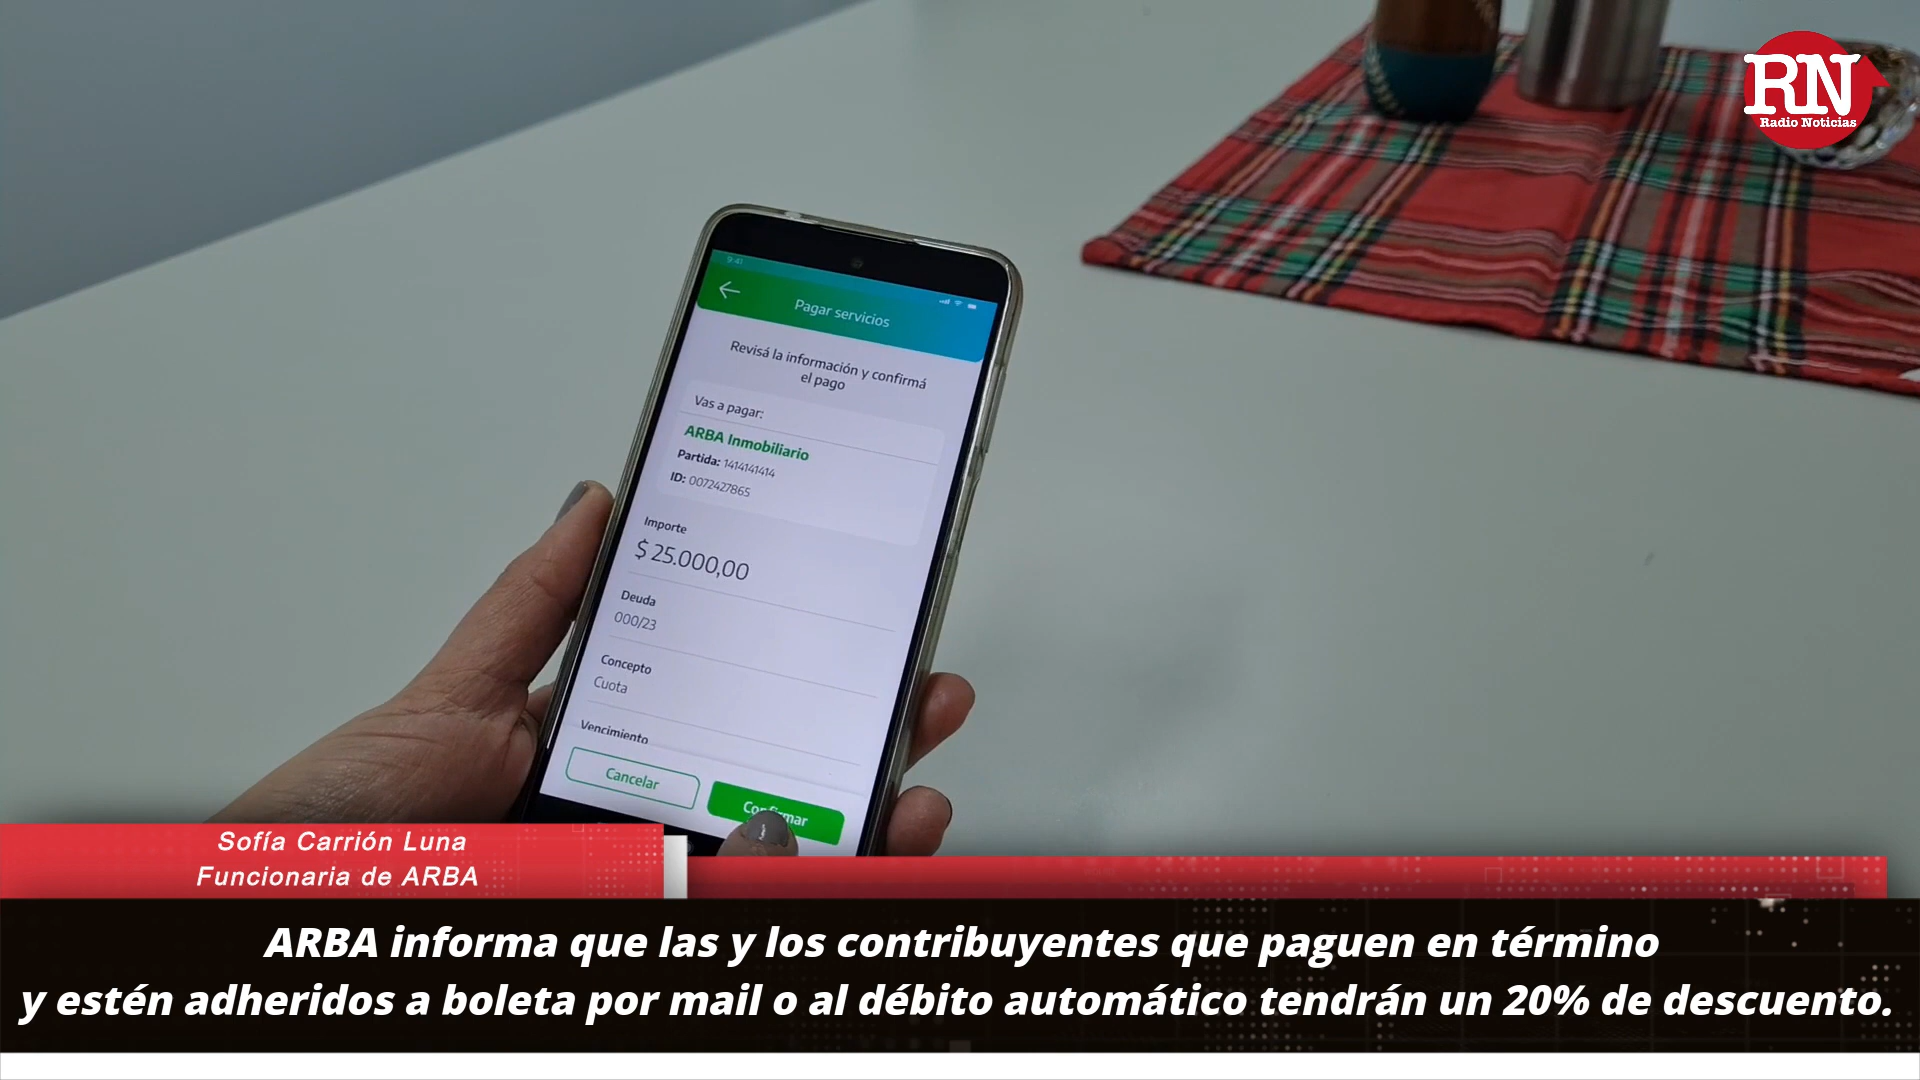 RN
Radio Noticias
9:41
Pagar servicios
Revisá la información y confirmá
el pago
Vas a pagar:
ARBA Inmobiliario
Partida: 1414141414
ID: 0072427865
Importe
$ 25.000,00
Deuda
000/23
Concepto
Cuota
Vencimiento
Cancelar
Confirmar
Sofía Carrión Luna
Funcionaria de ARBA
ARBA informa que las y los contribuyentes que paguen en término
y estén adheridos a boleta por mail o al débito automático tendrán un 20% de descuento.